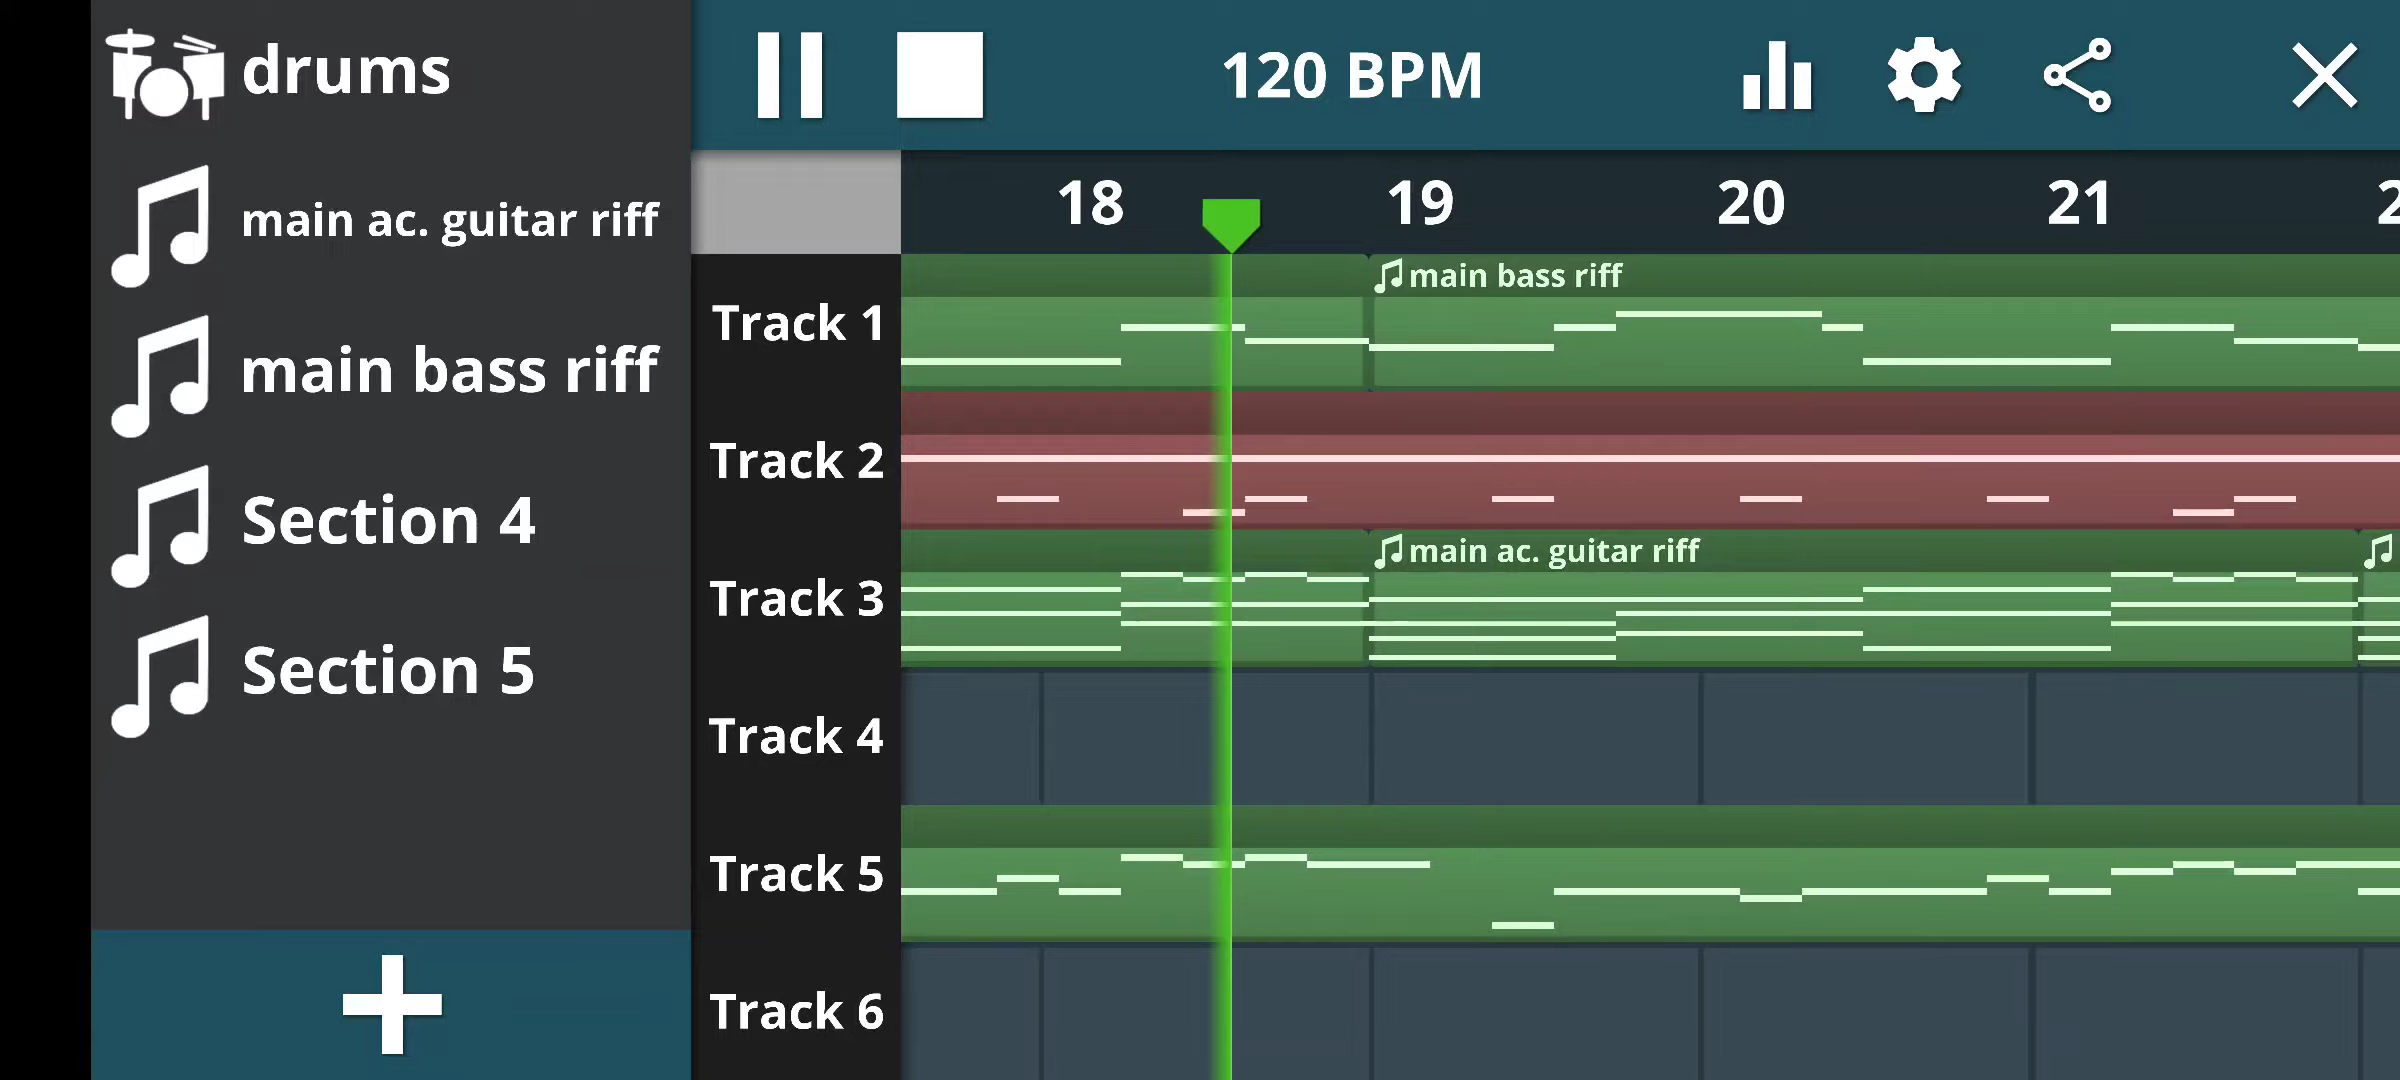 drums
main ac. guitar riff
main bass riff
Section 4
Section 5
120 BPM
18 19 20 21
Track 1
main bass riff
Track 2
Track 3
main ac. guitar riff
Track 4
Track 5
Track 6